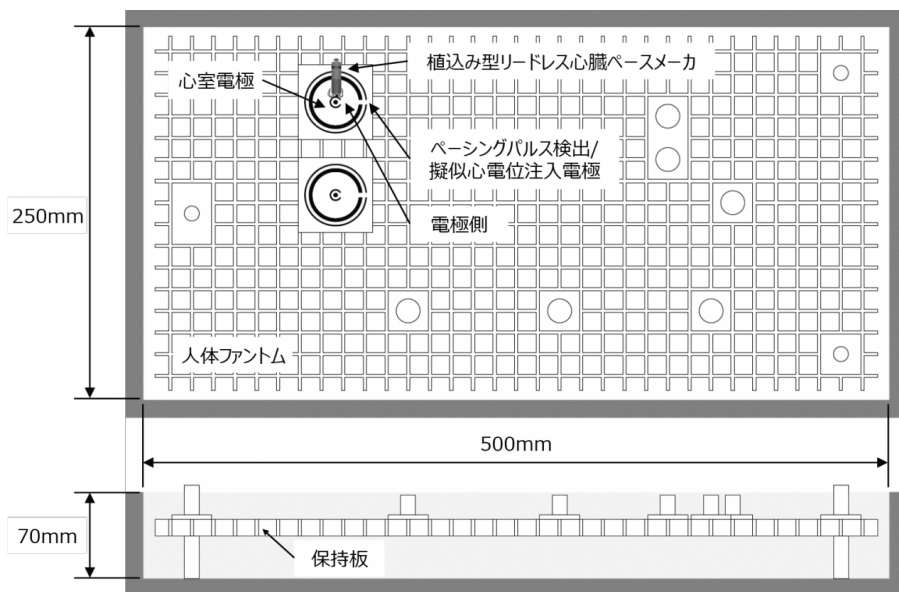 植込み型リードレス心臓ペースメーカ
心室電極
ペーシングパルス検出/
擬似心電位注入電極
250mm
電極側
人体ファントム
500mm
70mm
保持板